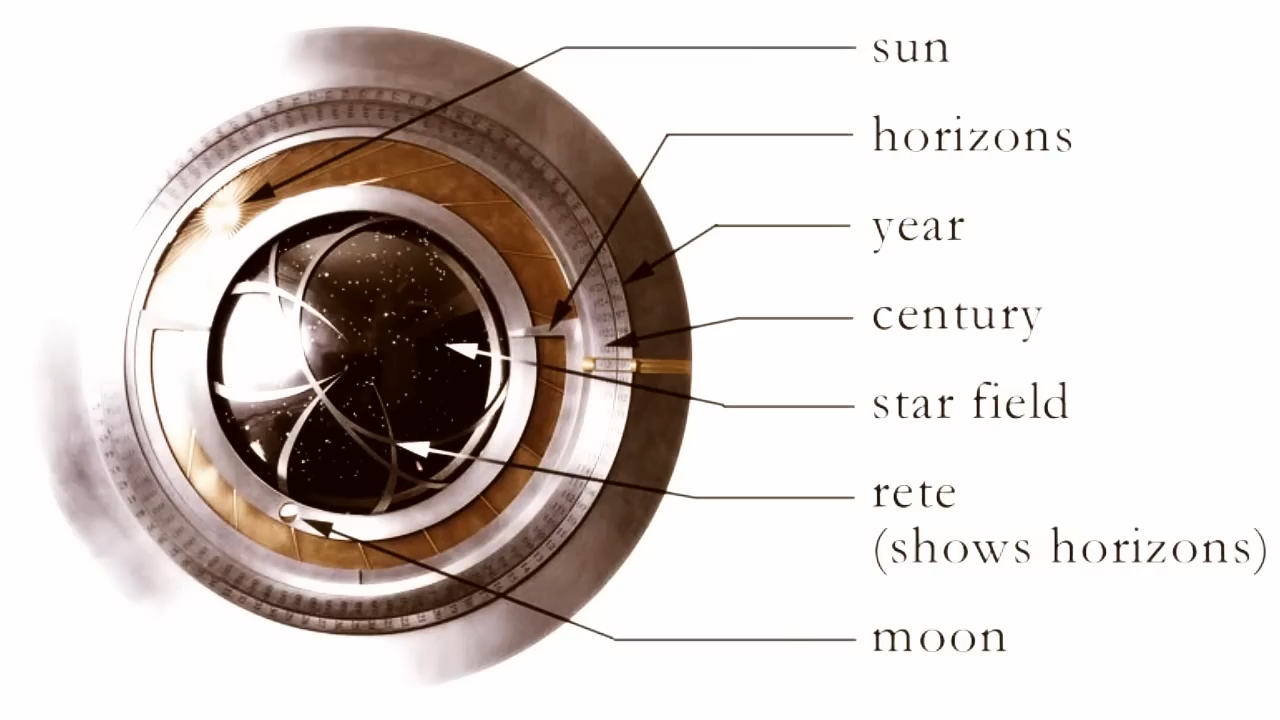 sun
horizons
year
century
star field
rete
(shows horizons)
moon